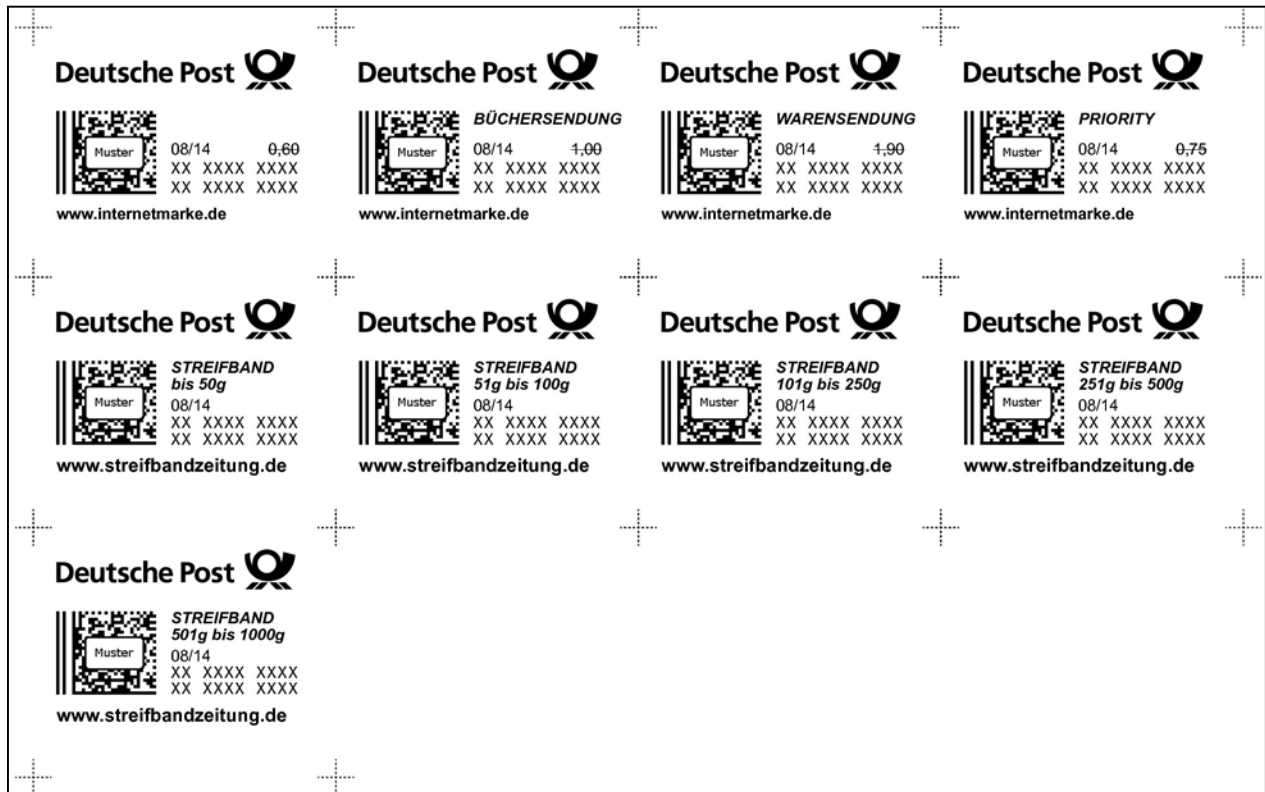 Deutsche Post
Muster
08/14 0,60
XX XXXX XXXX
XX XXXX XXXX
www.internetmarke.de
Deutsche Post
BÜCHERSENDUNG
Muster
08/14 1,00
XX XXXX XXXX
XX XXXX XXXX
www.internetmarke.de
Deutsche Post
WARENSENDUNG
Muster
08/14 1,90
XX XXXX XXXX
XX XXXX XXXX
www.internetmarke.de
Deutsche Post
PRIORITY
Muster
08/14 0,75
XX XXXX XXXX
XX XXXX XXXX
www.internetmarke.de
Deutsche Post
STREIFBAND
bis 50g
Muster
08/14
XX XXXX XXXX
XX XXXX XXXX
www.streifbandzeitung.de
Deutsche Post
STREIFBAND
51g bis 100g
Muster
08/14
XX XXXX XXXX
XX XXXX XXXX
www.streifbandzeitung.de
Deutsche Post
STREIFBAND
101g bis 250g
Muster
08/14
XX XXXX XXXX
XX XXXX XXXX
www.streifbandzeitung.de
Deutsche Post
STREIFBAND
251g bis 500g
Muster
08/14
XX XXXX XXXX
XX XXXX XXXX
www.streifbandzeitung.de
Deutsche Post
STREIFBAND
501g bis 1000g
Muster
08/14
XX XXXX XXXX
XX XXXX XXXX
www.streifbandzeitung.de